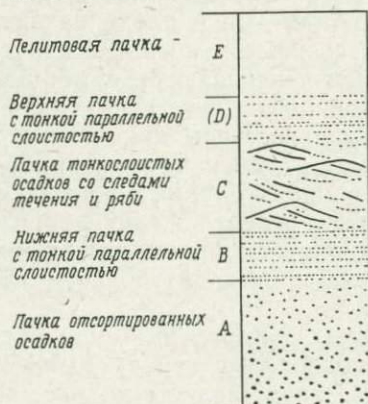 Пелитовая пачка - E
Верхняя пачка
с тонкой параллельной (D)
слоистостью
Пачка тонкослоистых
осадков со следами C
течения и ряби
Нижняя пачка
с тонкой параллельной B
слоистостью
Пачка отсортированных A
осадков